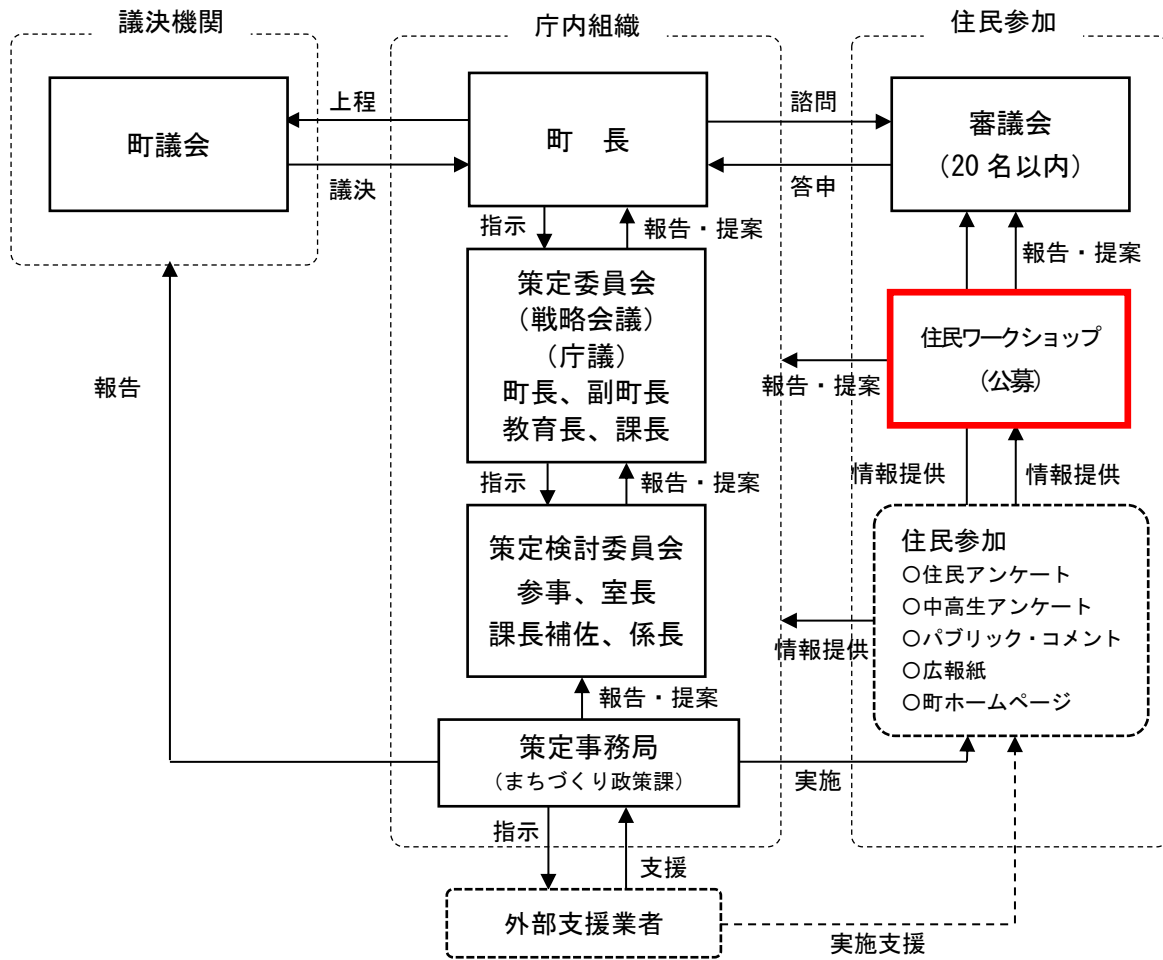 議決機関
庁内組織
住民参加
町議会
上程
議決
町　長
諮問
答申
審議会
（20 名以内）
指示
報告・提案
報告・提案
策定委員会
（戦略会議）
（庁議）
町長、副町長
教育長、課長
住民ワークショップ
（公募）
報告・提案
報告
指示
報告・提案
情報提供
情報提供
策定検討委員会
参事、室長
課長補佐、係長
住民参加
○住民アンケート
○中高生アンケート
○パブリック・コメント
○広報紙
○町ホームページ
情報提供
報告・提案
策定事務局
（まちづくり政策課）
実施
指示
支援
外部支援業者
実施支援